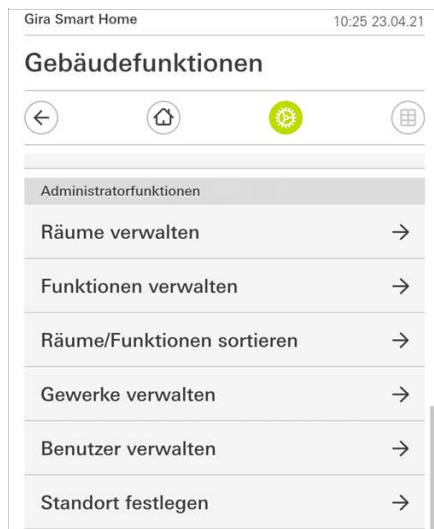 Gira Smart Home 10:25 23.04.21
Gebäudefunktionen
Administratorfunktionen
Räume verwalten
Funktionen verwalten
Räume/Funktionen sortieren
Gewerke verwalten
Benutzer verwalten
Standort festlegen